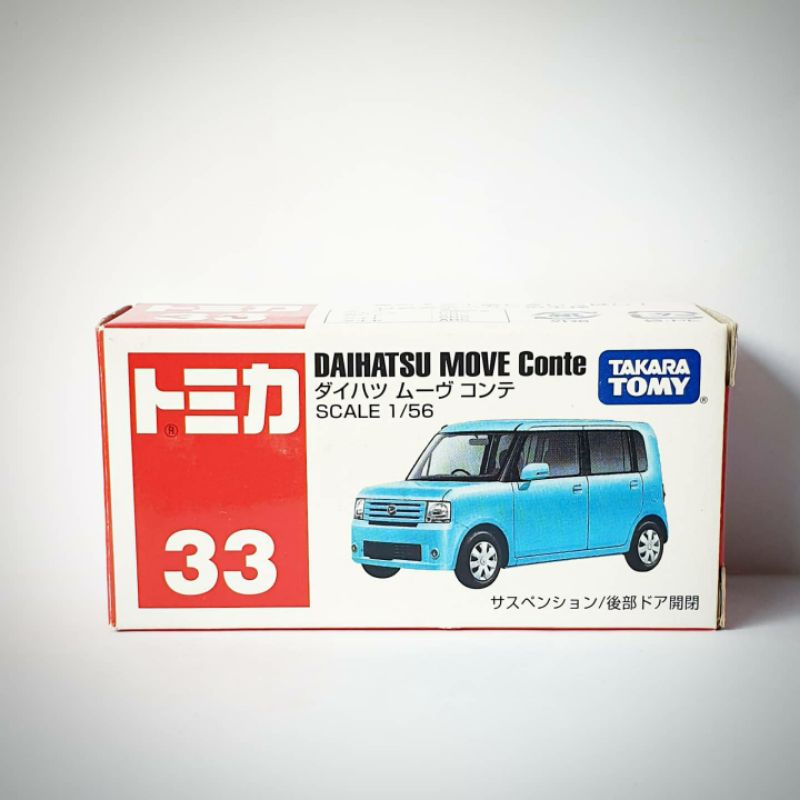 トミカ
®
33
DAIHATSU MOVE Conte
ダイハツ ムーヴ コンテ
SCALE 1/56
TAKARA
TOMY®
サスペンション/後部ドア開閉